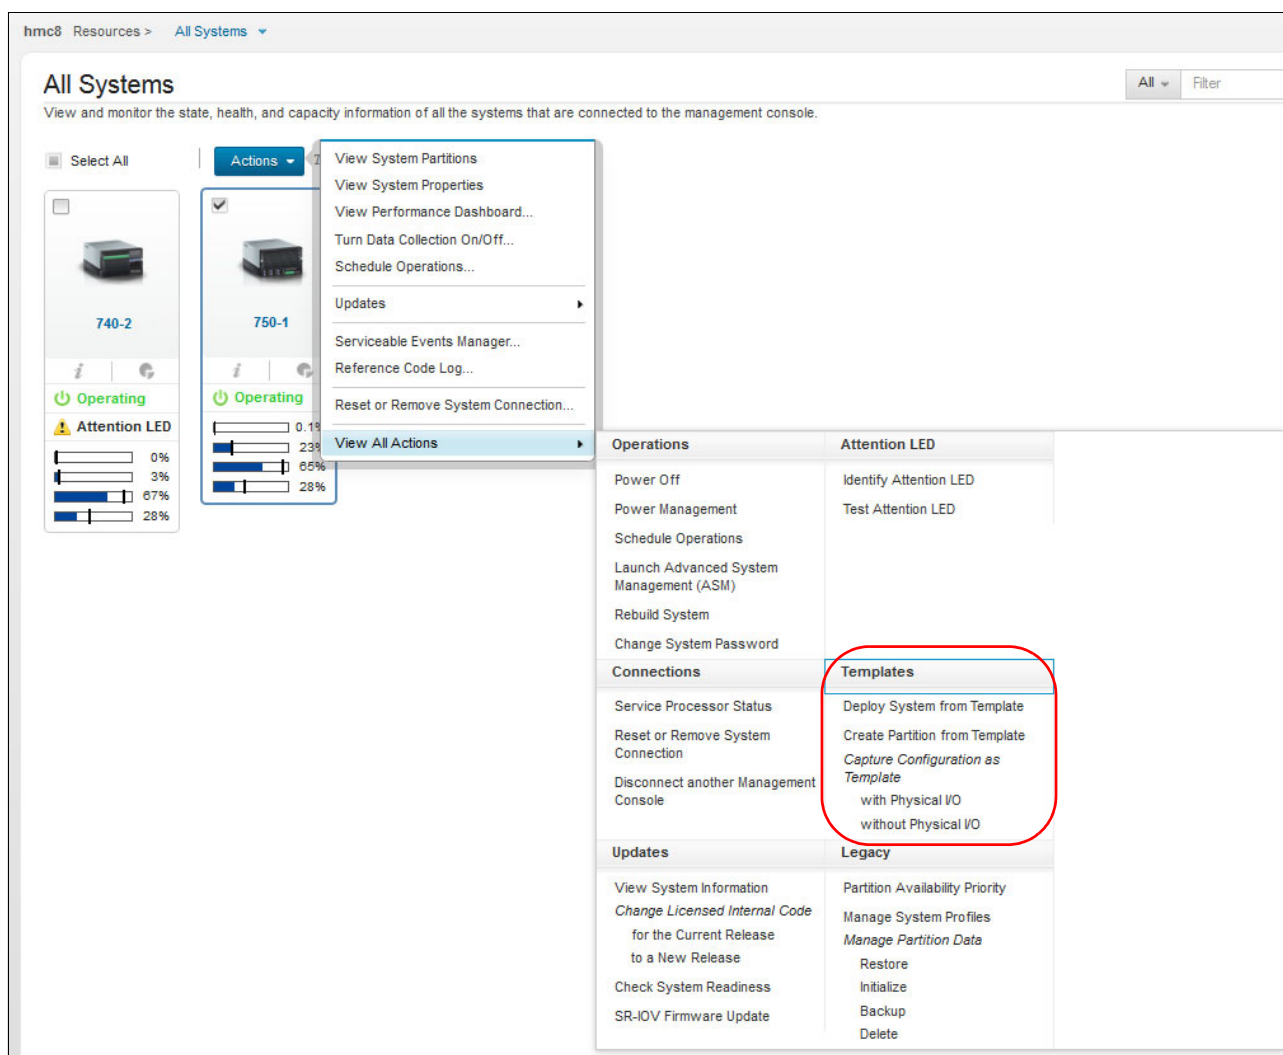 hmc8 Resources > All Systems
All Systems
All
Filter
View and monitor the state, health, and capacity information of all the systems that are connected to the management console.
Select All
Actions
740-2
i
Operating
Attention LED
0%
3%
67%
28%
750-1
i
Operating
0.1%
23%
65%
28%
View System Partitions
View System Properties
View Performance Dashboard...
Turn Data Collection On/Off...
Schedule Operations...
Updates
Serviceable Events Manager...
Reference Code Log...
Reset or Remove System Connection...
View All Actions
Operations
Power Off
Power Management
Schedule Operations
Launch Advanced System
Management (ASM)
Rebuild System
Change System Password
Attention LED
Identify Attention LED
Test Attention LED
Connections
Service Processor Status
Reset or Remove System
Connection
Disconnect another Management
Console
Templates
Deploy System from Template
Create Partition from Template
Capture Configuration as
Template
with Physical I/O
without Physical I/O
Updates
View System Information
Change Licensed Internal Code
for the Current Release
to a New Release
Check System Readiness
SR-IOV Firmware Update
Legacy
Partition Availability Priority
Manage System Profiles
Manage Partition Data
Restore
Initialize
Backup
Delete